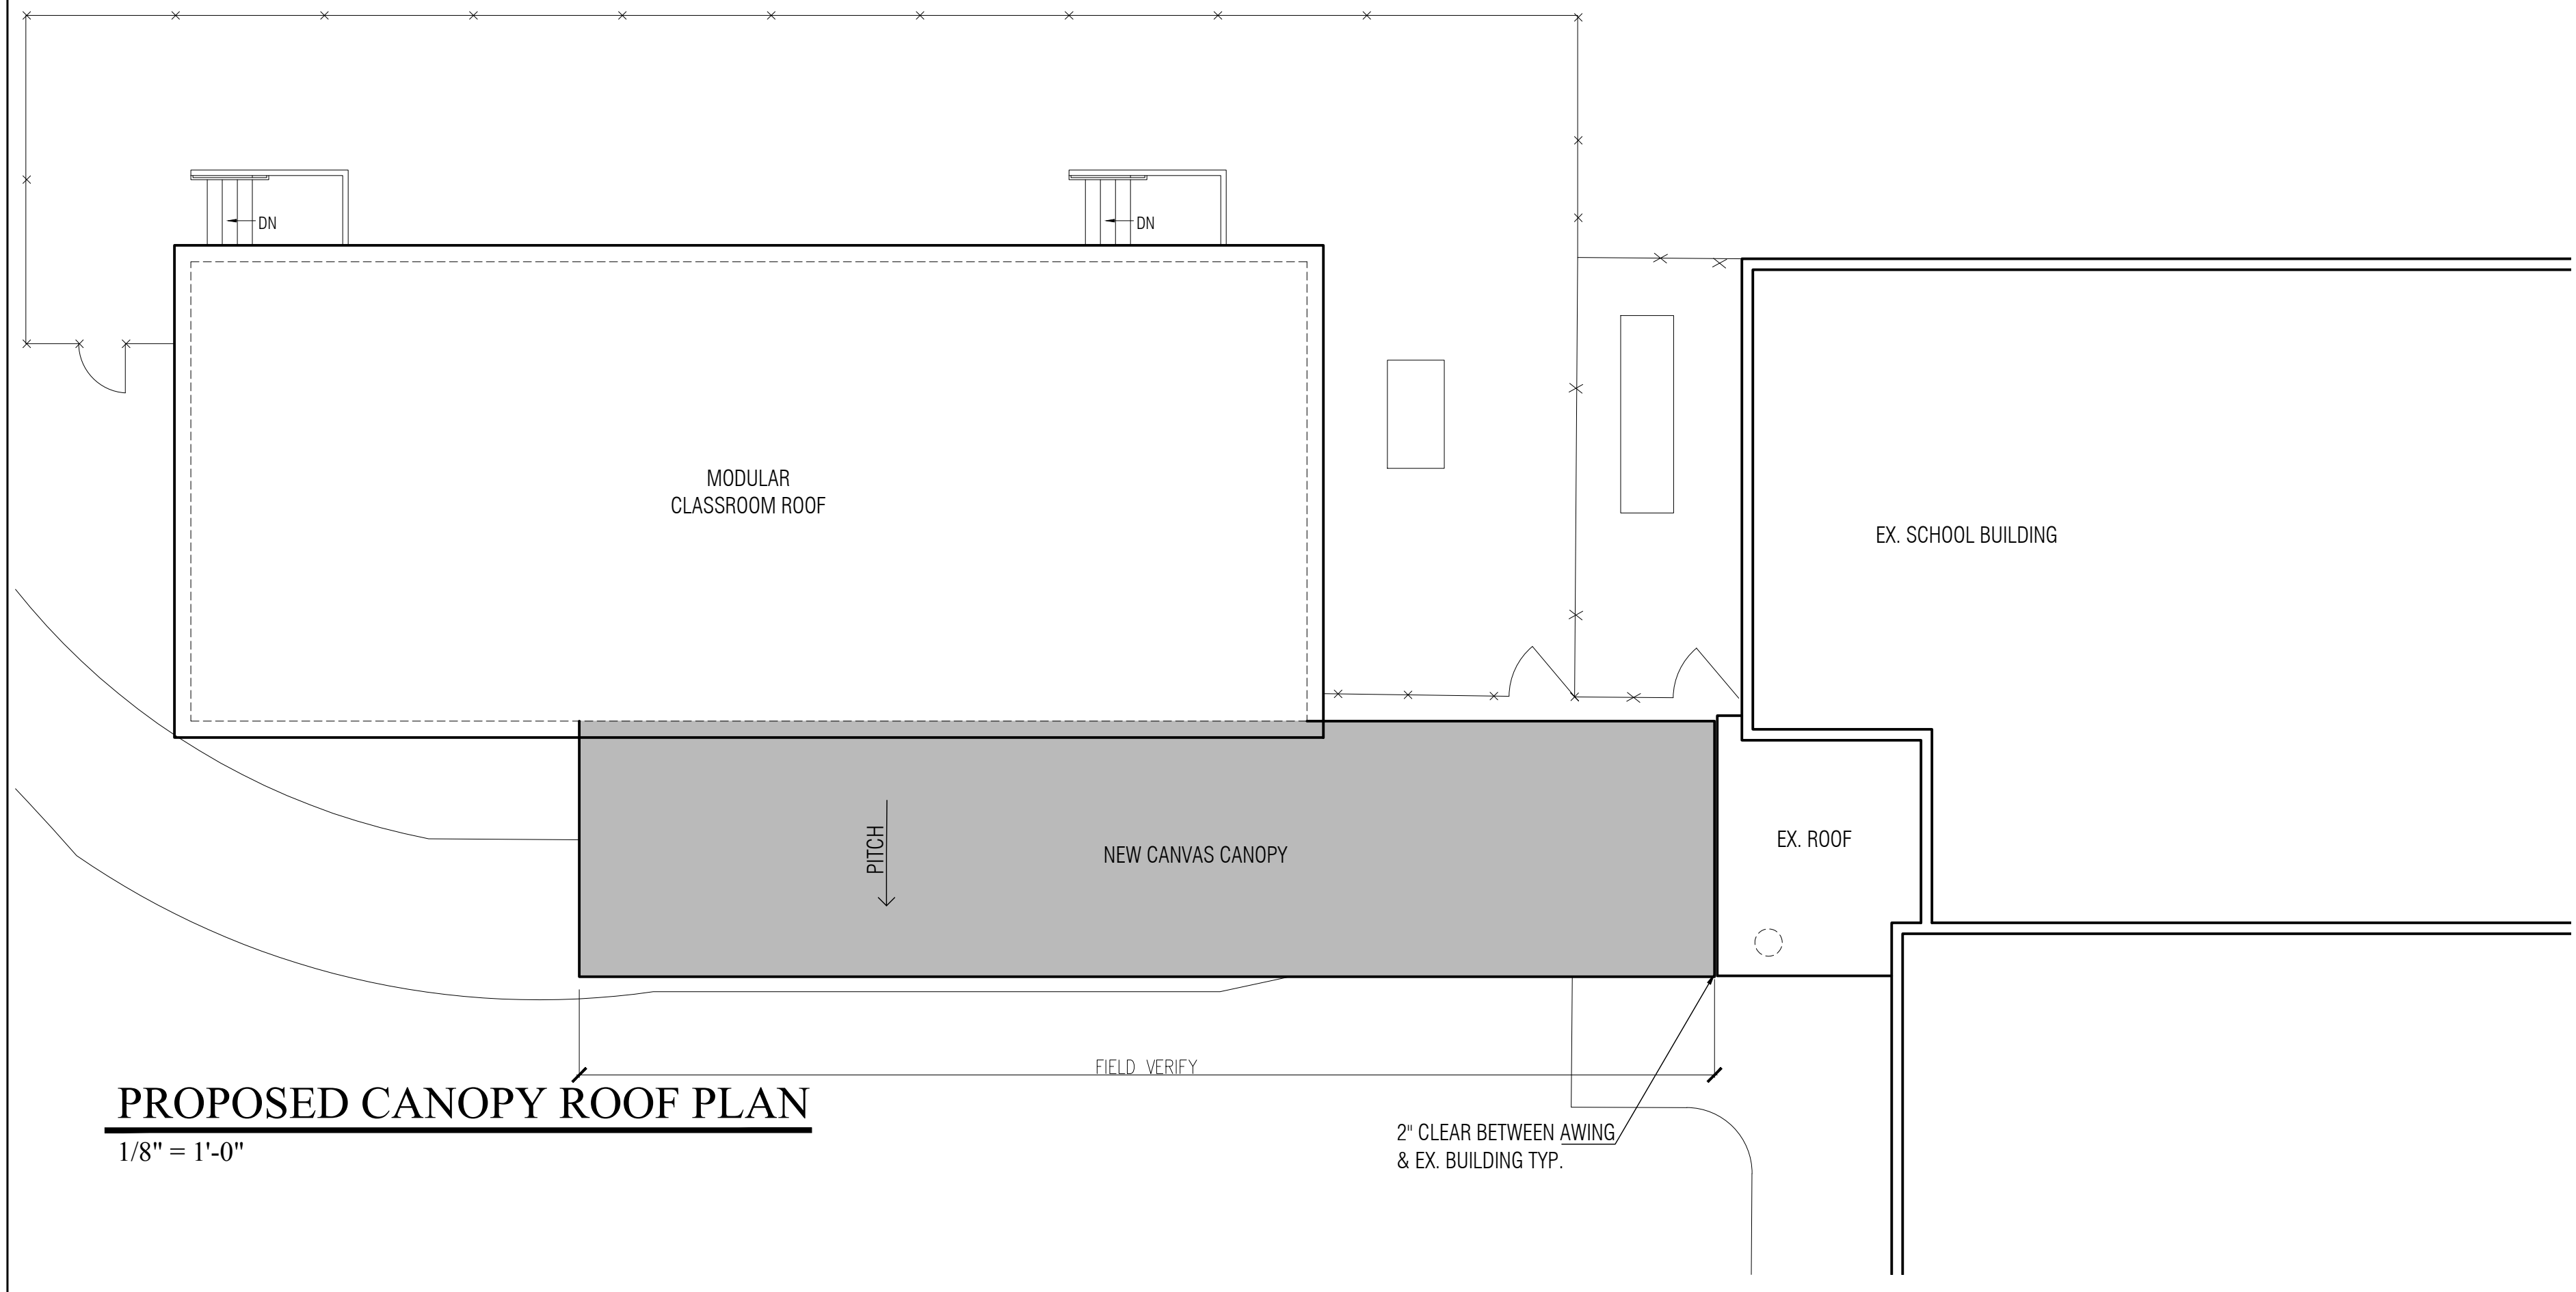 DN
DN
MODULAR
CLASSROOM ROOF
EX. SCHOOL BUILDING
PITCH
NEW CANVAS CANOPY
EX. ROOF
FIELD VERIFY
PROPOSED CANOPY ROOF PLAN
1/8" = 1'-0"
2" CLEAR BETWEEN AWING
& EX. BUILDING TYP.